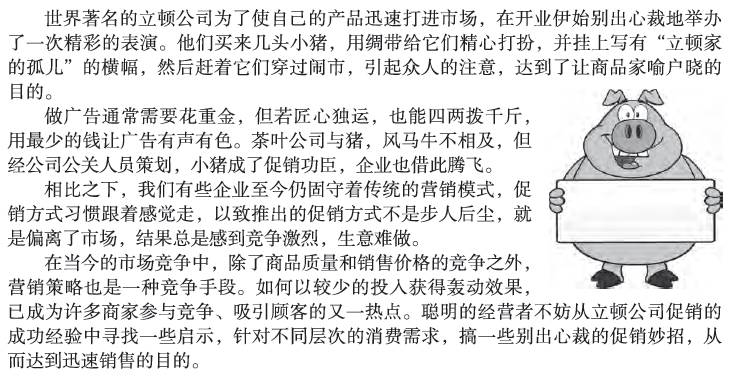 世界著名的立顿公司为了使自己的产品迅速打进市场，在开业伊始别出心裁地举办
了一次精彩的表演。他们买来几头小猪，用绸带给它们精心打扮，并挂上写有“立顿家
的孤儿”的横幅，然后赶着它们穿过闹市，引起众人的注意，达到了让商品家喻户晓的
目的。
做广告通常需要花重金，但若匠心独运，也能四两拨千斤，
用最少的钱让广告有声有色。茶叶公司与猪，风马牛不相及，但
经公司公关人员策划，小猪成了促销功臣，企业也借此腾飞。
相比之下，我们有些企业至今仍固守着传统的营销模式，促
销方式习惯跟着感觉走，以致推出的促销方式不是步人后尘，就
是偏离了市场，结果总是感到竞争激烈，生意难做。
在当今的市场竞争中，除了商品质量和销售价格的竞争之外，
营销策略也是一种竞争手段。如何以较少的投入获得轰动效果，
已成为许多商家参与竞争、吸引顾客的又一热点。聪明的经营者不妨从立顿公司促销的
成功经验中寻找一些启示，针对不同层次的消费需求，搞一些别出心裁的促销妙招，从
而达到迅速销售的目的。